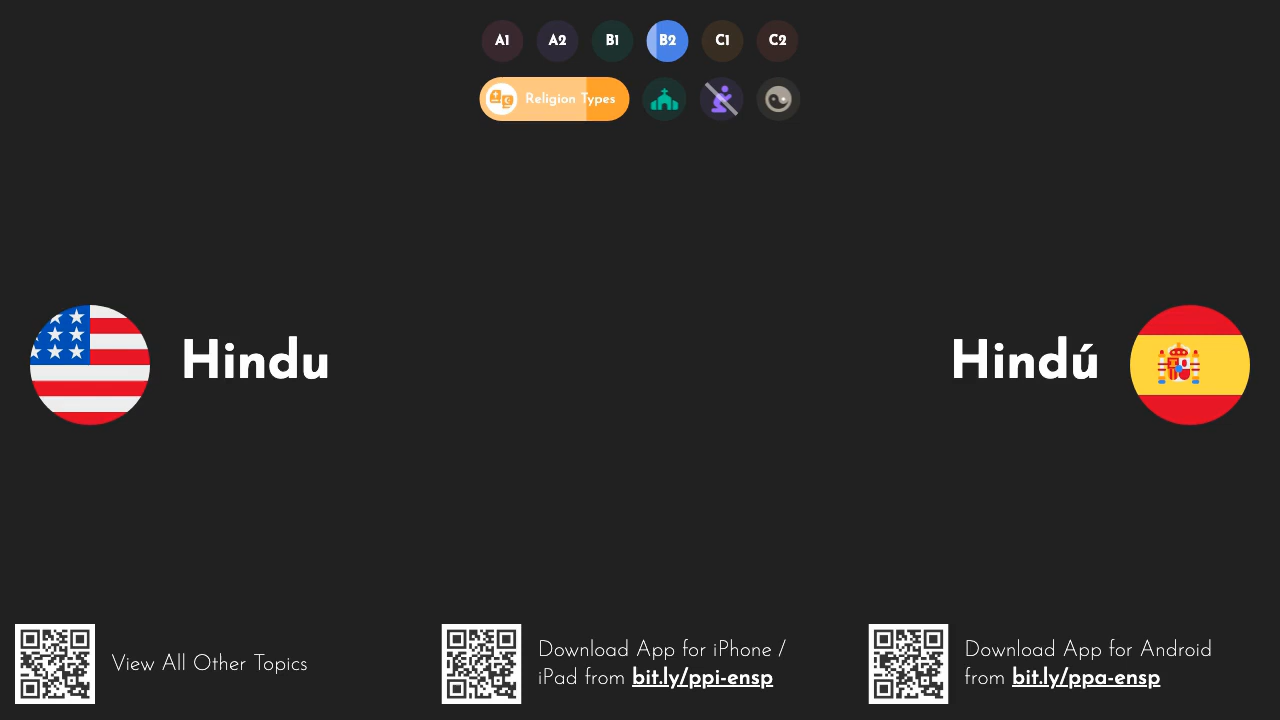 A1 A2 B1 B2 C1 C2
Religion Types
Hindu
Hindú
View All Other Topics
Download App for iPhone /
iPad from bit.ly/ppi-ensp
Download App for Android
from bit.ly/ppa-ensp